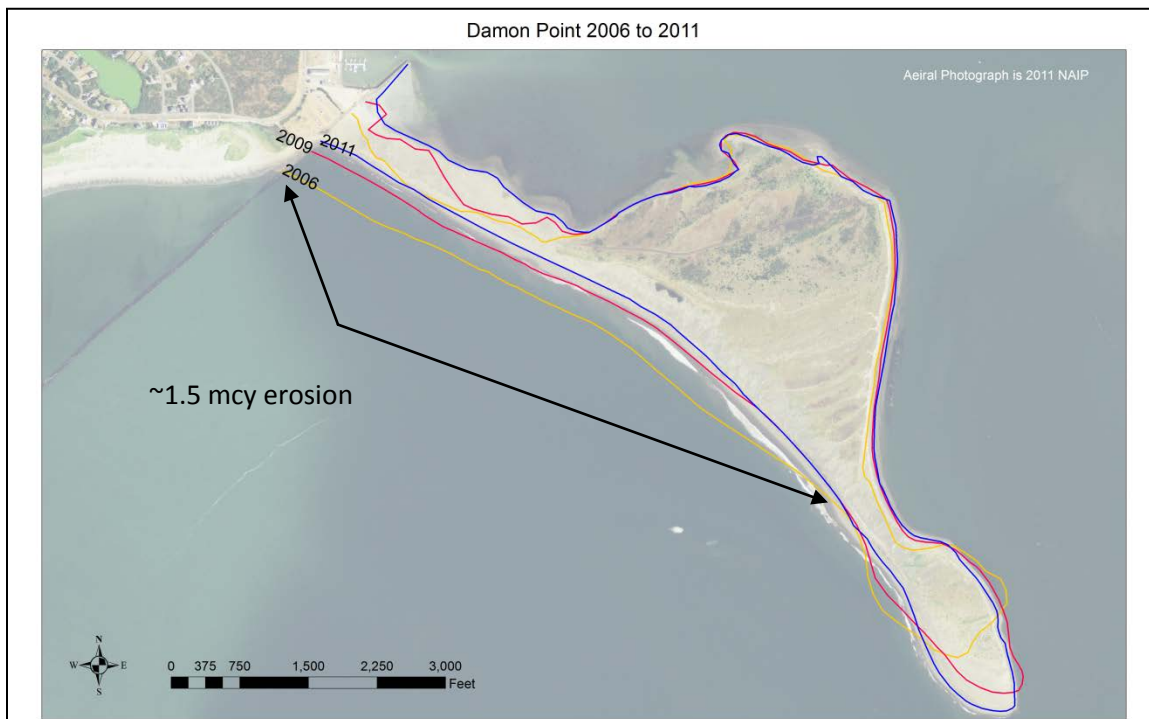 Damon Point 2006 to 2011
Aeiral Photograph is 2011 NAIP
2009
2011
2006
~1.5 mcy erosion
N
W E
S
0 375 750 1,500 2,250 3,000
Feet